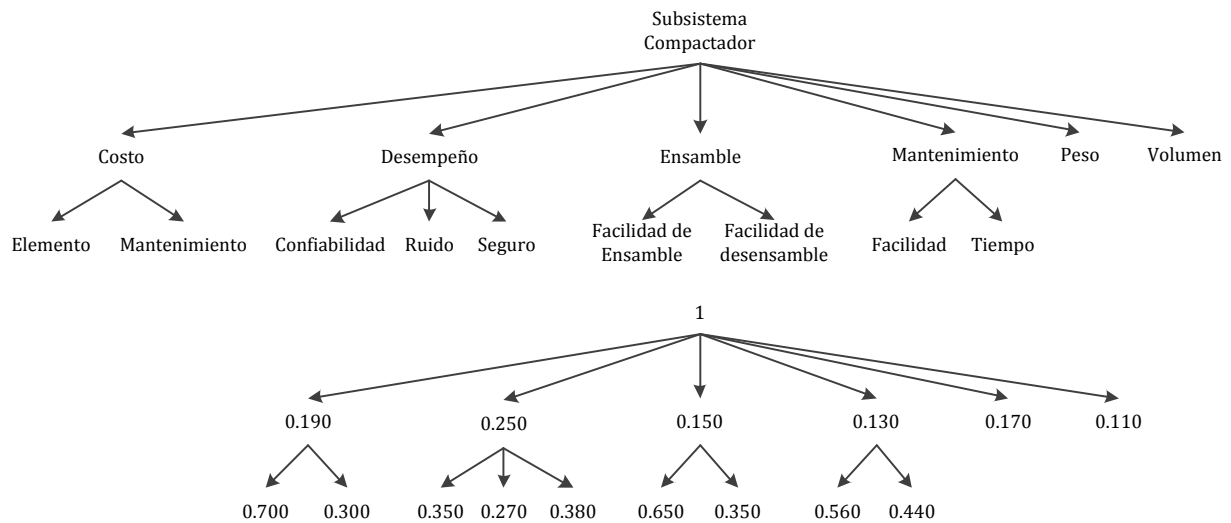 Subsistema
Compactador
Costo Desempeño Ensamble Mantenimiento Peso Volumen
Elemento Mantenimiento Confiabilidad Ruido Seguro Facilidad de Ensamble Facilidad de desensamble Facilidad Tiempo
1
0.190 0.250 0.150 0.130 0.170 0.110
0.700 0.300 0.350 0.270 0.380 0.650 0.350 0.560 0.440